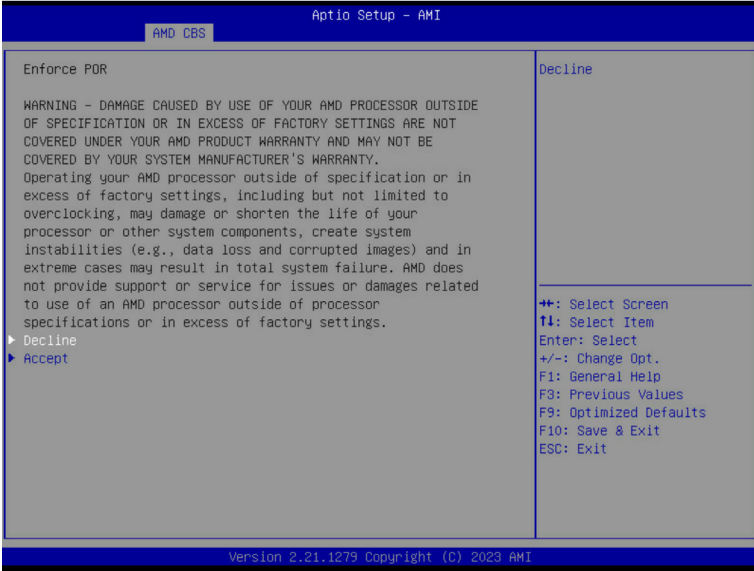 Aptio Setup – AMI
AMD CBS
Enforce POR
WARNING – DAMAGE CAUSED BY USE OF YOUR AMD PROCESSOR OUTSIDE
OF SPECIFICATION OR IN EXCESS OF FACTORY SETTINGS ARE NOT
COVERED UNDER YOUR AMD PRODUCT WARRANTY AND MAY NOT BE
COVERED BY YOUR SYSTEM MANUFACTURER'S WARRANTY.
Operating your AMD processor outside of specification or in
excess of factory settings, including but not limited to
overclocking, may damage or shorten the life of your
processor or other system components, create system
instabilities (e.g., data loss and corrupted images) and in
extreme cases may result in total system failure. AMD does
not provide support or service for issues or damages related
to use of an AMD processor outside of processor
specifications or in excess of factory settings.
Decline
Accept
Decline
→←: Select Screen
↑↓: Select Item
Enter: Select
+/-: Change Opt.
F1: General Help
F3: Previous Values
F9: Optimized Defaults
F10: Save & Exit
ESC: Exit
Version 2.21.1279 Copyright (C) 2023 AMI